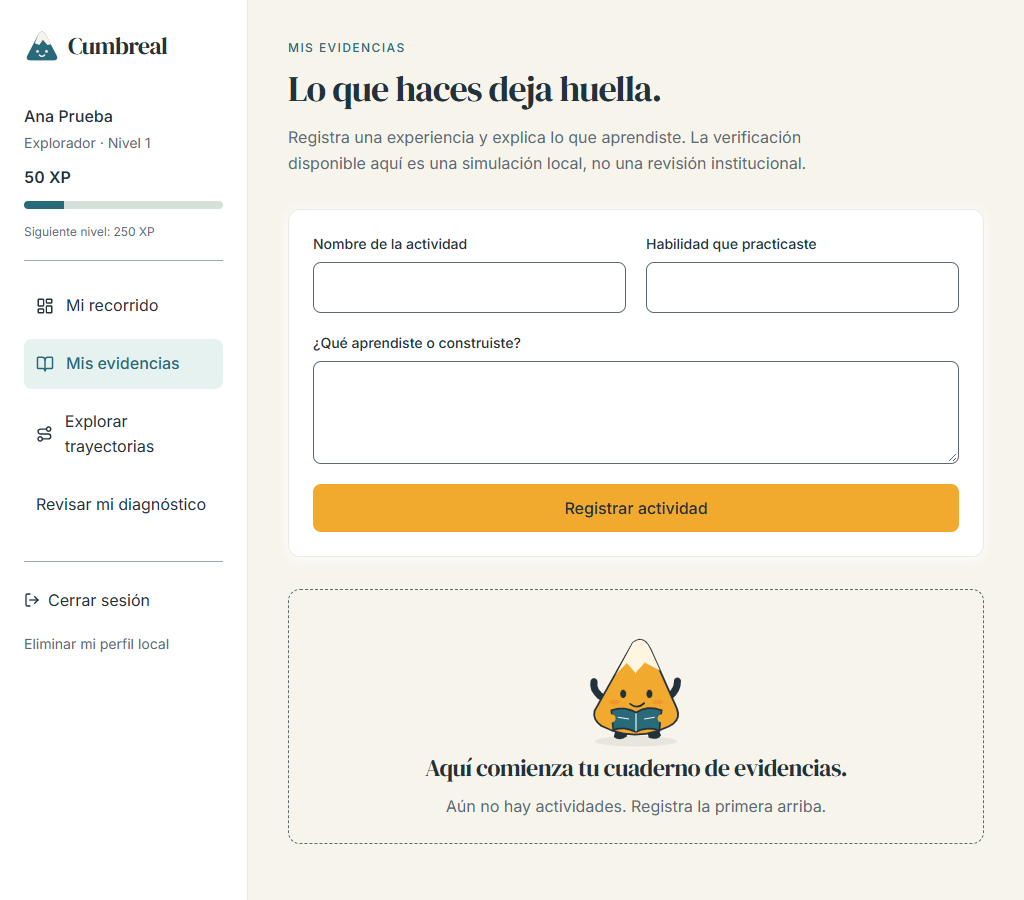 Cumbreal
Ana Prueba
Explorador · Nivel 1
50 XP
Siguiente nivel: 250 XP
Mi recorrido
Mis evidencias
Explorar
trayectorias
Revisar mi diagnóstico
Cerrar sesión
Eliminar mi perfil local
MIS EVIDENCIAS
Lo que haces deja huella.
Registra una experiencia y explica lo que aprendiste. La verificación
disponible aquí es una simulación local, no una revisión institucional.
Nombre de la actividad
Habilidad que practicaste
¿Qué aprendiste o construiste?
Registrar actividad
Aquí comienza tu cuaderno de evidencias.
Aún no hay actividades. Registra la primera arriba.